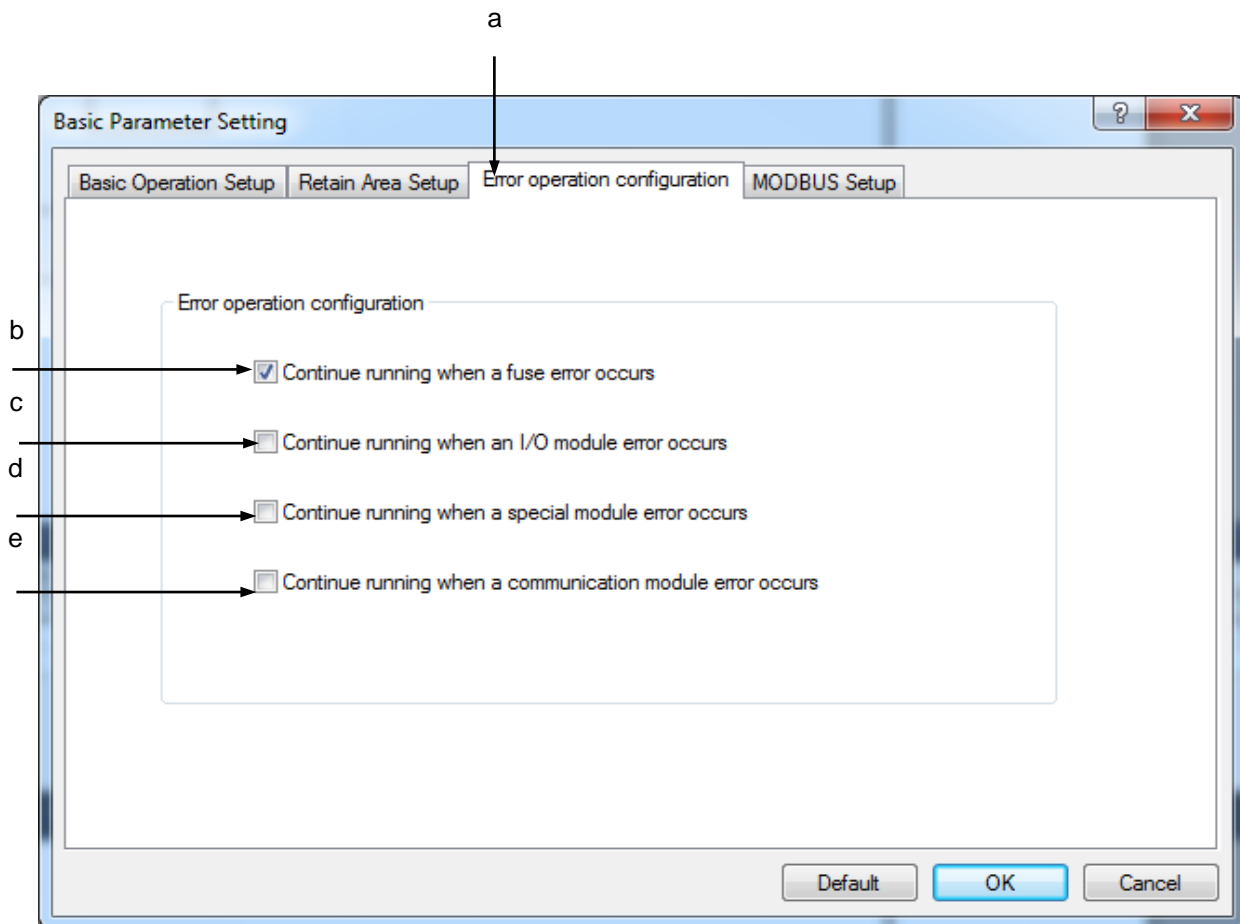 a
Basic Parameter Setting
Basic Operation Setup
Retain Area Setup
Error operation configuration
MODBUS Setup
Error operation configuration
b
Continue running when a fuse error occurs
c
Continue running when an I/O module error occurs
d
Continue running when a special module error occurs
e
Continue running when a communication module error occurs
Default
OK
Cancel